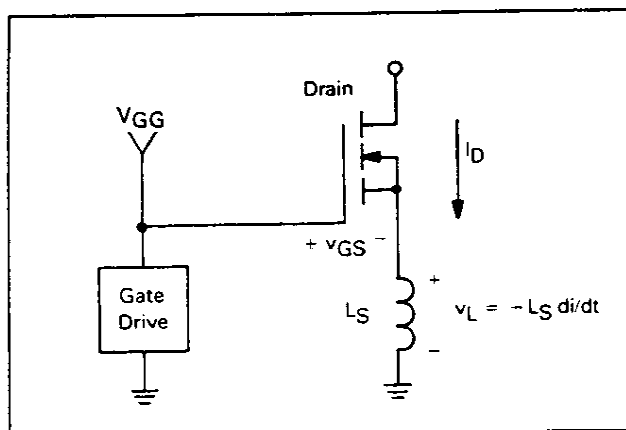 Drain
VGG
ID
+ vGS −
Gate
Drive
LS
+
vL = −LS di/dt
−